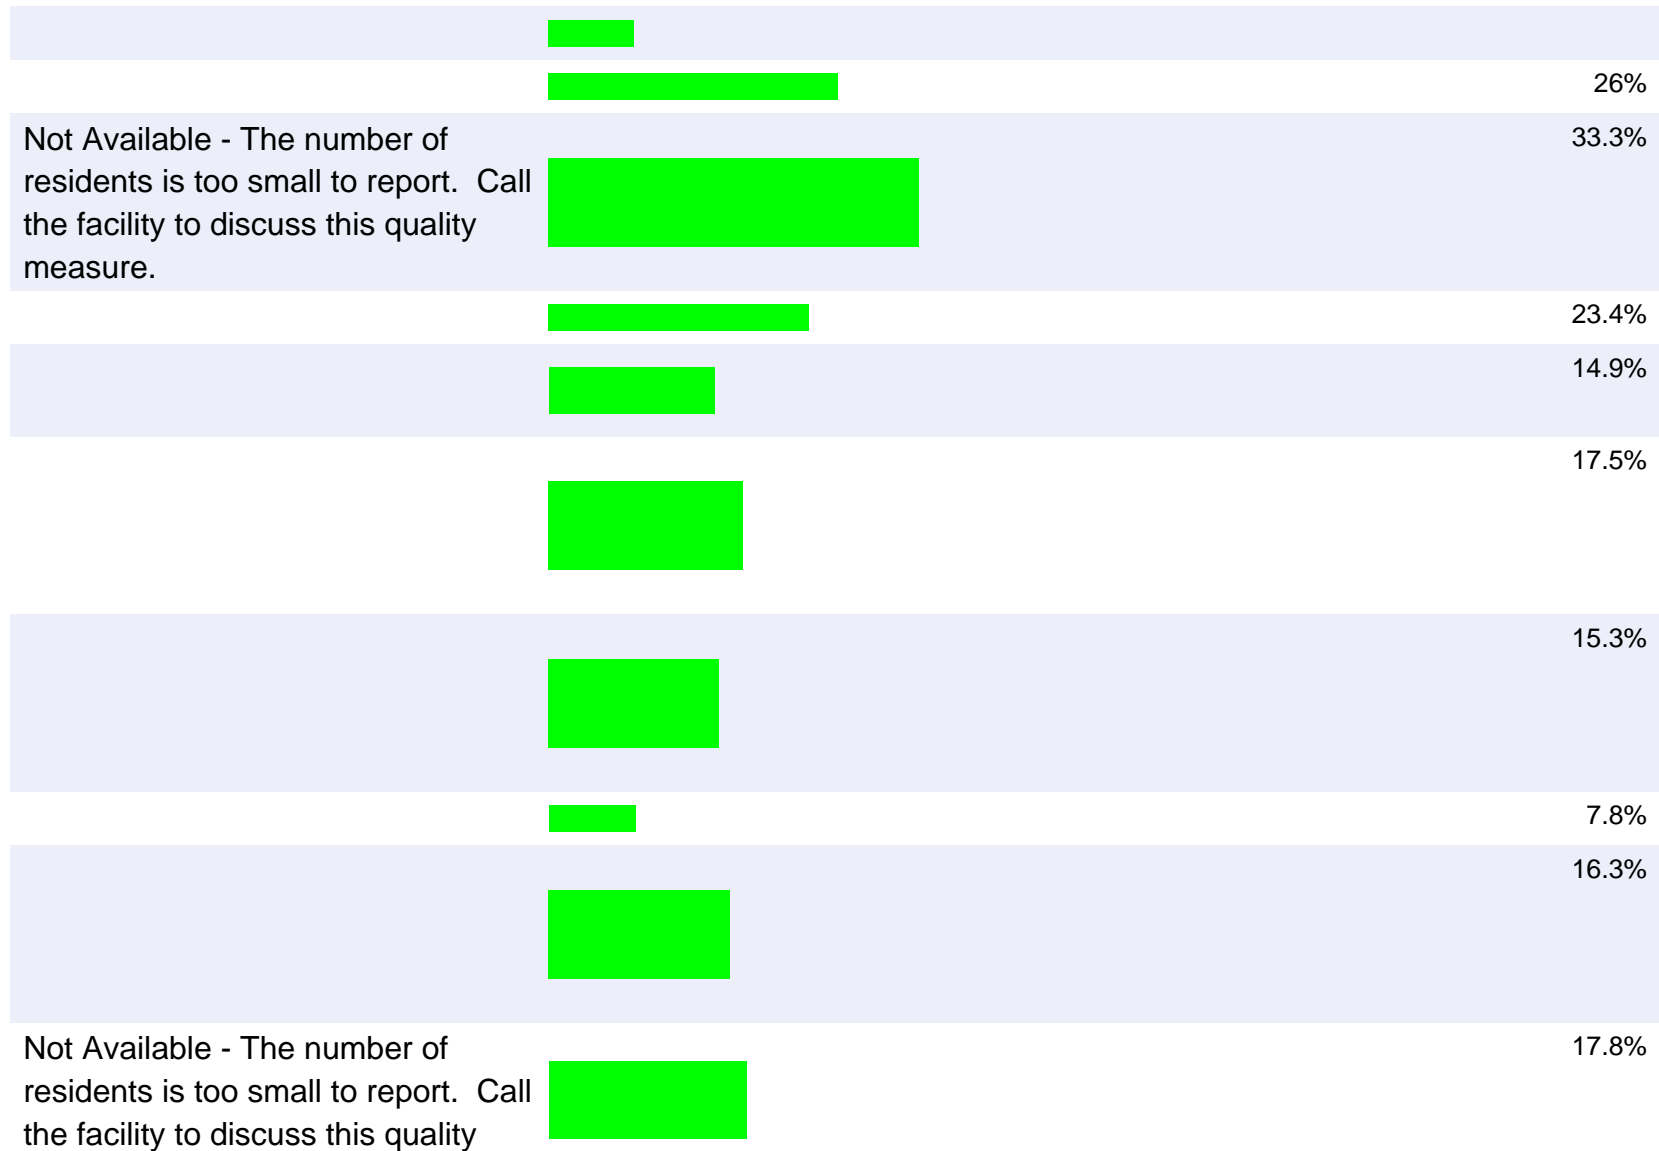 26%
Not Available - The number of
residents is too small to report.  Call
the facility to discuss this quality
measure.
33.3%
23.4%
14.9%
17.5%
15.3%
7.8%
16.3%
Not Available - The number of
residents is too small to report.  Call
the facility to discuss this quality
17.8%